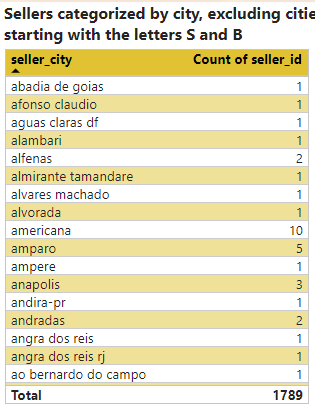 Sellers categorized by city, excluding citie
starting with the letters S and B
seller_city Count of seller_id
abadia de goias 1
afonso claudio 1
aguas claras df 1
alambari 1
alfenas 2
almirante tamandare 1
alvares machado 1
alvorada 1
americana 10
amparo 5
ampere 1
anapolis 3
andira-pr 1
andradas 2
angra dos reis 1
angra dos reis rj 1
ao bernardo do campo 1
Total 1789